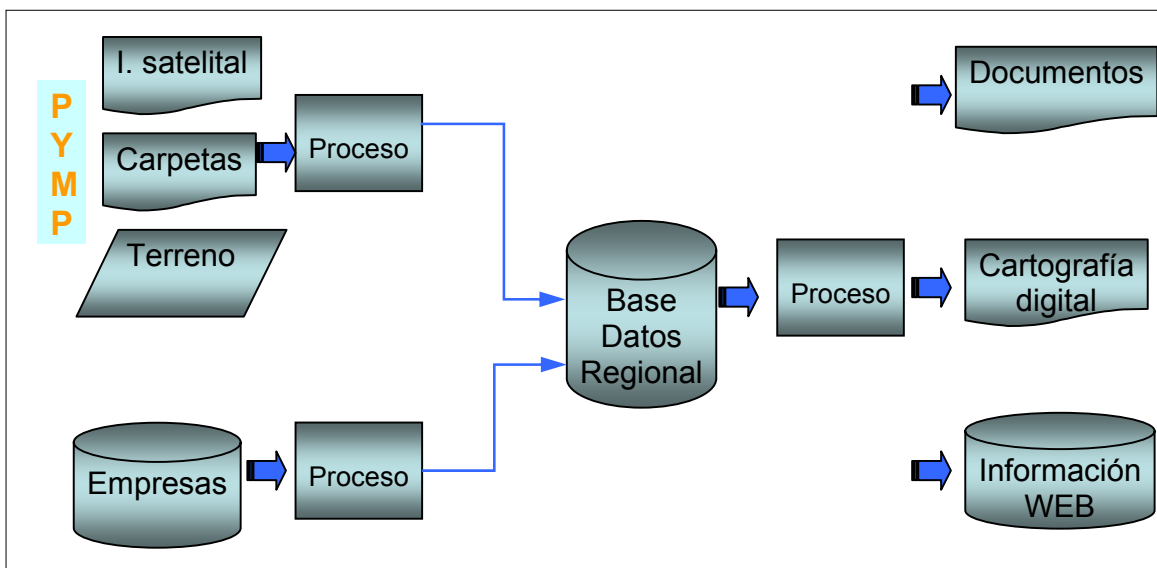 P
Y
M
P
I. satelital
Carpetas
Terreno
Proceso
Empresas
Proceso
Base
Datos
Regional
Proceso
Documentos
Cartografía
digital
Información
WEB